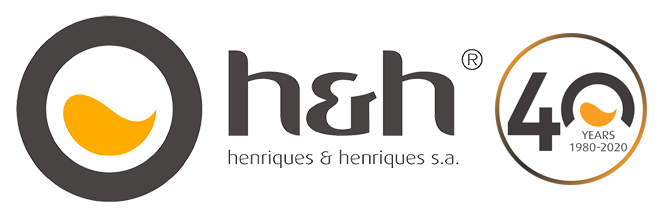 h&h®
henriques & henriques s.a.
40
YEARS
1980-2020